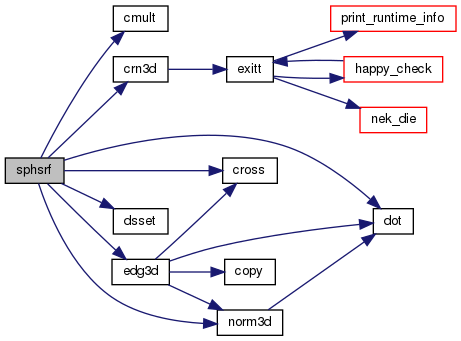 cmult
print_runtime_info
crn3d
exitt
happy_check
nek_die
sphsrf
cross
dsset
dot
edg3d
copy
norm3d